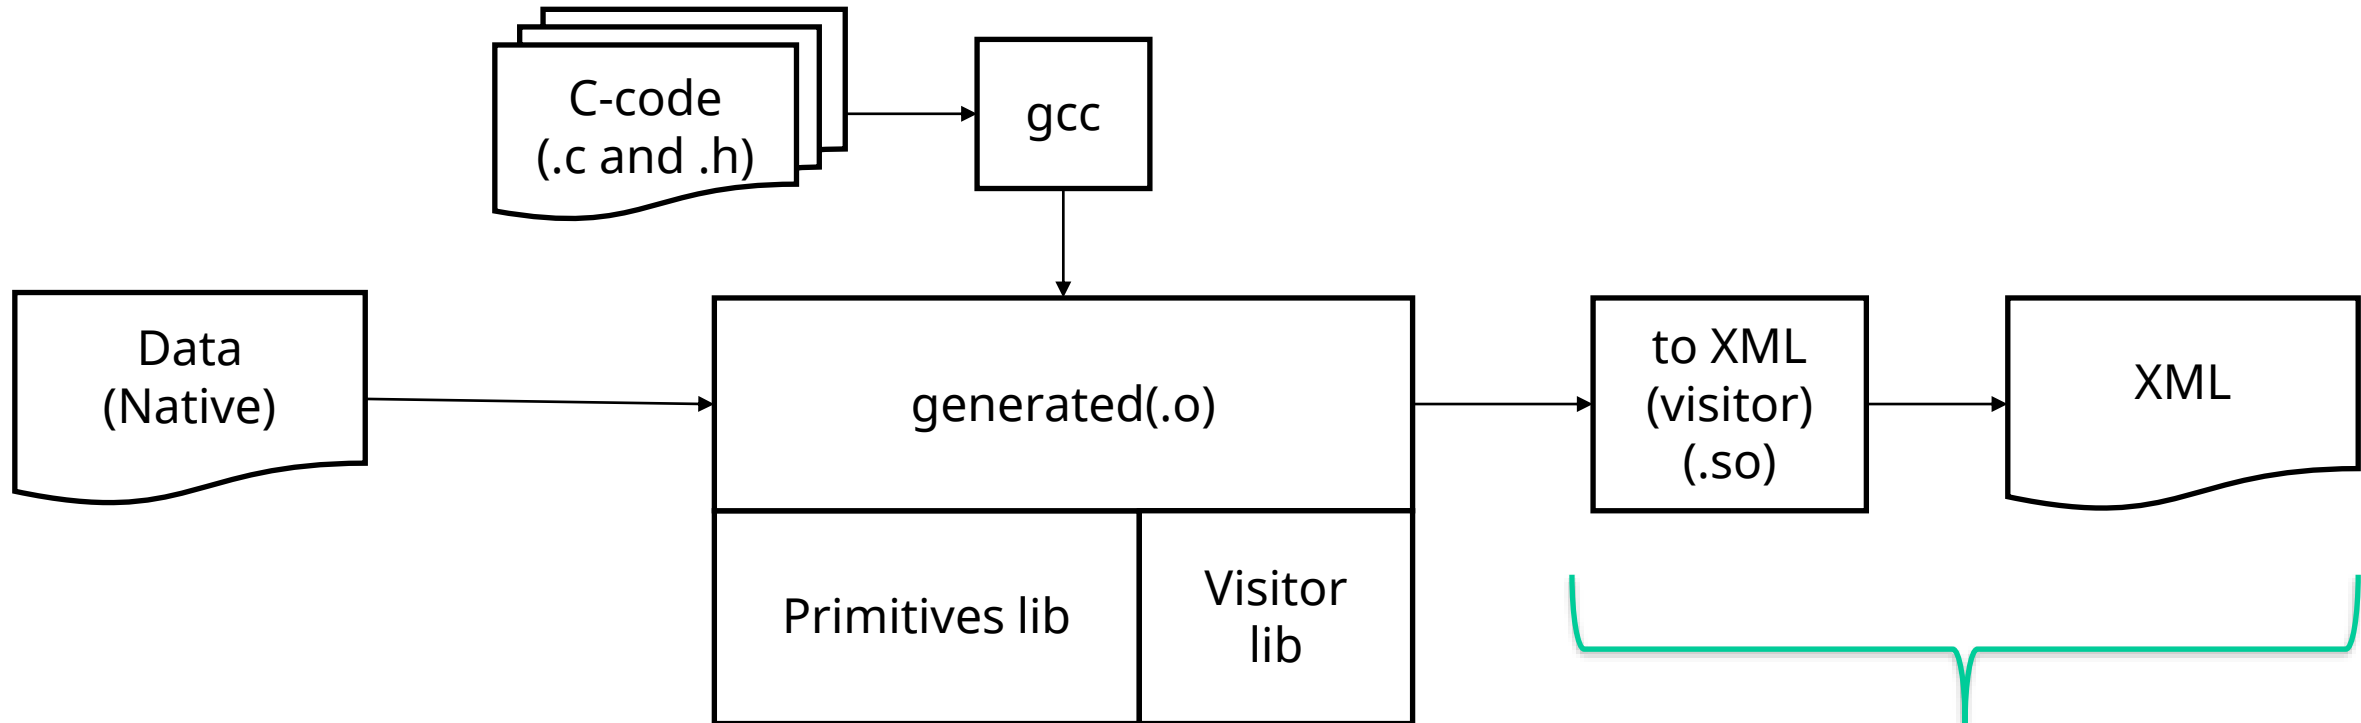 C-code
(.c and .h)
gcc
Data
(Native)
generated(.o)
to XML
(visitor)
(.so)
XML
Primitives lib
Visitor
lib